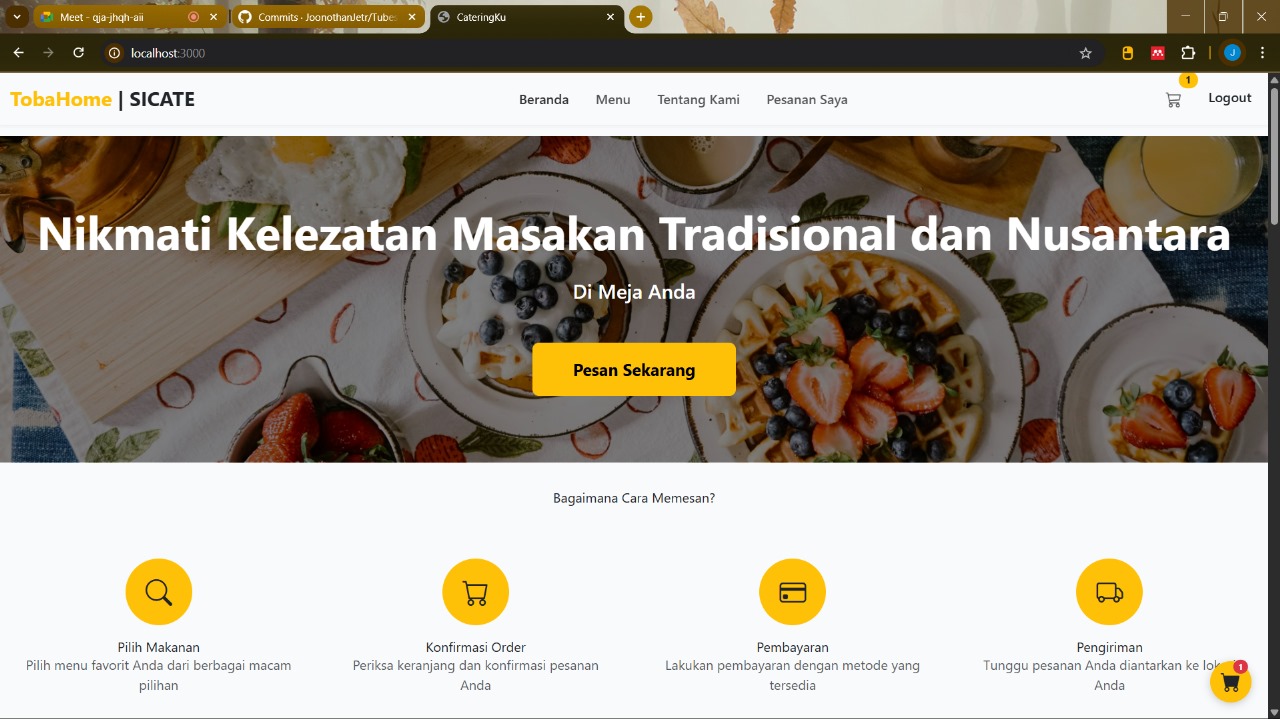 Meet - qja-jhqh-aii
Commits · JoonothanJetr/Tubes
CateringKu
localhost:3000
J
TobaHome | SICATE
Beranda
Menu
Tentang Kami
Pesanan Saya
1
Logout
Nikmati Kelezatan Masakan Tradisional dan Nusantara
Di Meja Anda
Pesan Sekarang
Bagaimana Cara Memesan?
Pilih Makanan
Pilih menu favorit Anda dari berbagai macam
pilihan
Konfirmasi Order
Periksa keranjang dan konfirmasi pesanan
Anda
Pembayaran
Lakukan pembayaran dengan metode yang
tersedia
Pengiriman
Tunggu pesanan Anda diantarkan ke
Anda
1